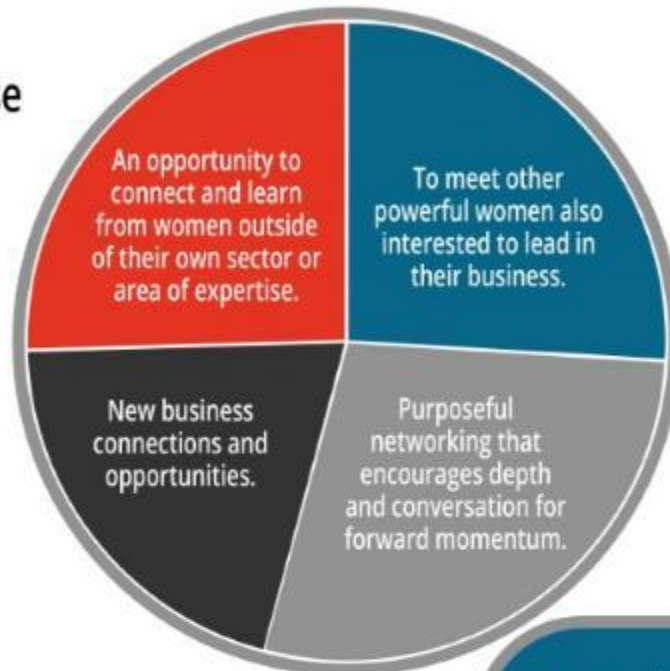 An opportunity to
connect and learn
from women outside
of their own sector or
area of expertise.
To meet other
powerful women also
interested to lead in
their business.
New business
connections and
opportunities.
Purposeful
networking that
encourages depth
and conversation for
forward momentum.